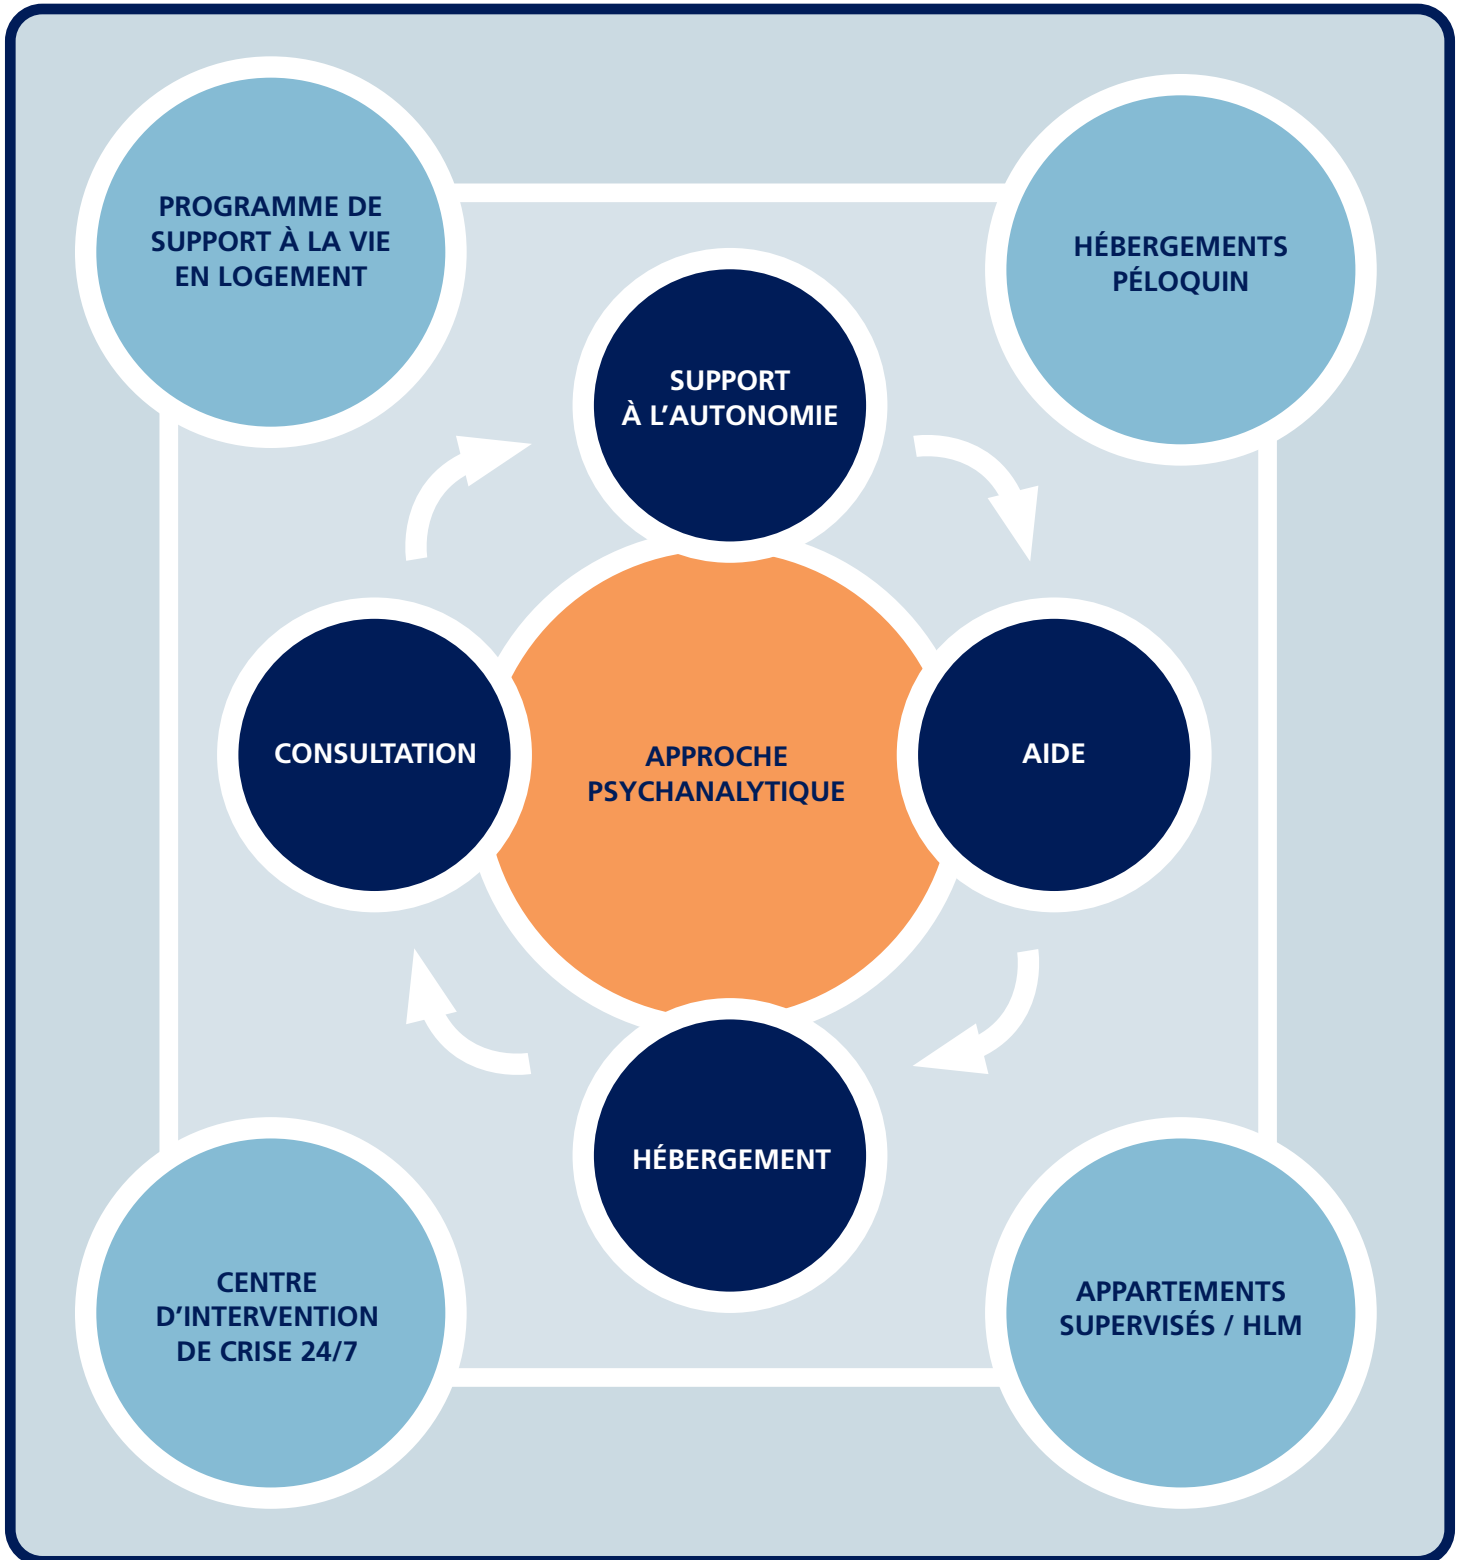 PROGRAMME DE
SUPPORT À LA VIE
EN LOGEMENT
HÉBERGEMENTS
PÉLOQUIN
SUPPORT
À L'AUTONOMIE
CONSULTATION
APPROCHE
PSYCHANALYTIQUE
AIDE
HÉBERGEMENT
CENTRE
D'INTERVENTION
DE CRISE 24/7
APPARTEMENTS
SUPERVISÉS / HLM